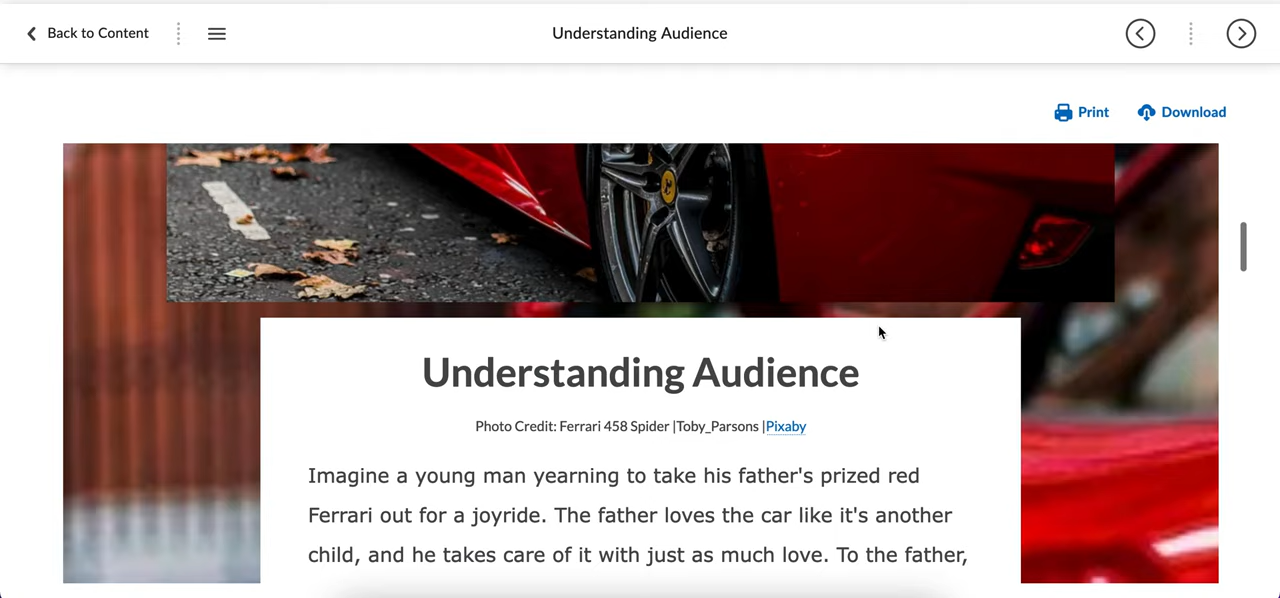 Back to Content
Understanding Audience
Print
Download
Understanding Audience
Photo Credit: Ferrari 458 Spider |Toby_Parsons |Pixaby
Imagine a young man yearning to take his father's prized red
Ferrari out for a joyride. The father loves the car like it's another
child, and he takes care of it with just as much love. To the father,